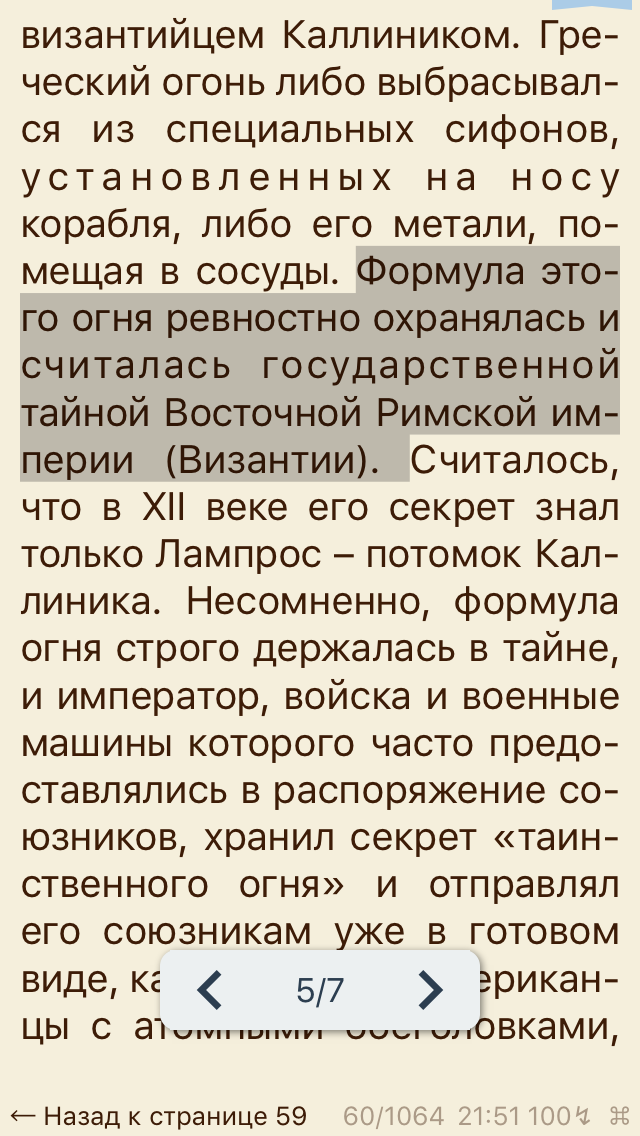 византийцем Каллиником. Гре-
ческий огонь либо выбрасывал-
ся из специальных сифонов,
установленных на носу
корабля, либо его метали, по-
мещая в сосуды. Формула это-
го огня ревностно охранялась и
считалась государственной
тайной Восточной Римской им-
перии (Византии). Считалось,
что в XII веке его секрет знал
только Лампрос – потомок Кал-
линика. Несомненно, формула
огня строго держалась в тайне,
и император, войска и военные
машины которого часто предо-
ставлялись в распоряжение со-
юзников, хранил секрет «таин-
ственного огня» и отправлял
его союзникам уже в готовом
виде,
5/7
цы с атомными боеголовками,
← Назад к странице 59 60/1064 21:51 100